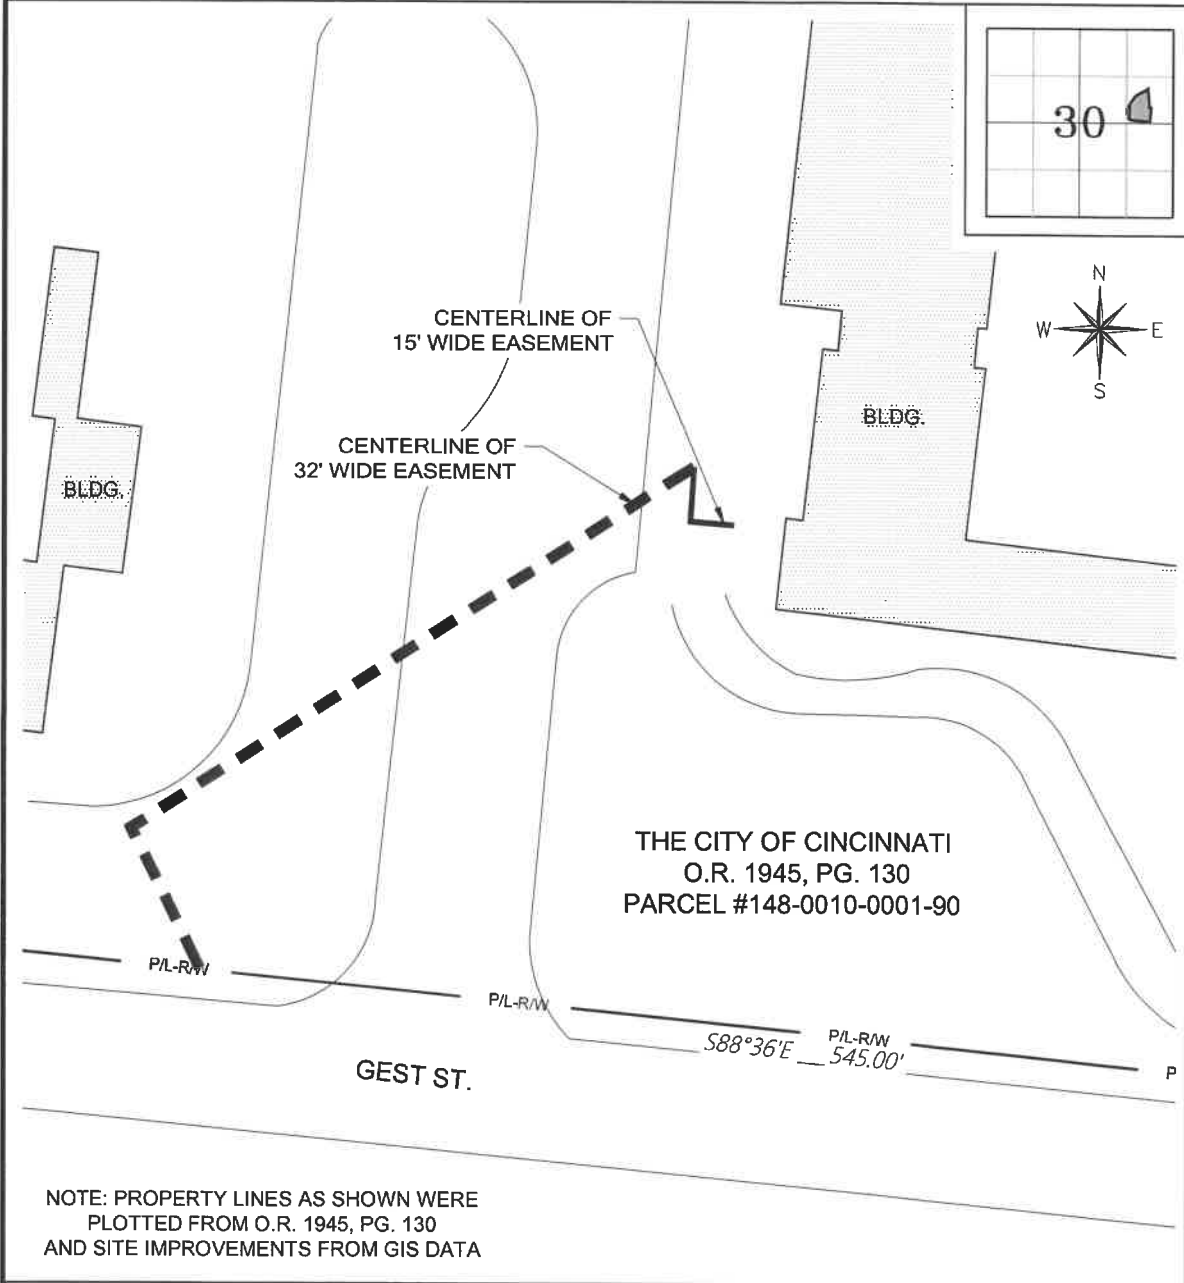 30
N
W E
S
CENTERLINE OF
15' WIDE EASEMENT
BLDG.
CENTERLINE OF
32' WIDE EASEMENT
BLDG.
THE CITY OF CINCINNATI
O.R. 1945, PG. 130
PARCEL #148-0010-0001-90
P/L-R/W
P/L-R/W
P/L-R/W
S88°36'E 545.00'
P
GEST ST.
NOTE: PROPERTY LINES AS SHOWN WERE
PLOTTED FROM O.R. 1945, PG. 130
AND SITE IMPROVEMENTS FROM GIS DATA